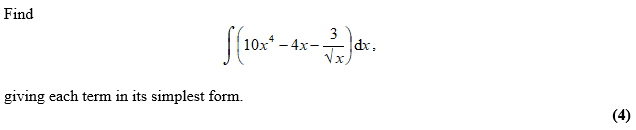 Find
∫(10x⁴ – 4x – 3/√x) dx,
giving each term in its simplest form.
(4)